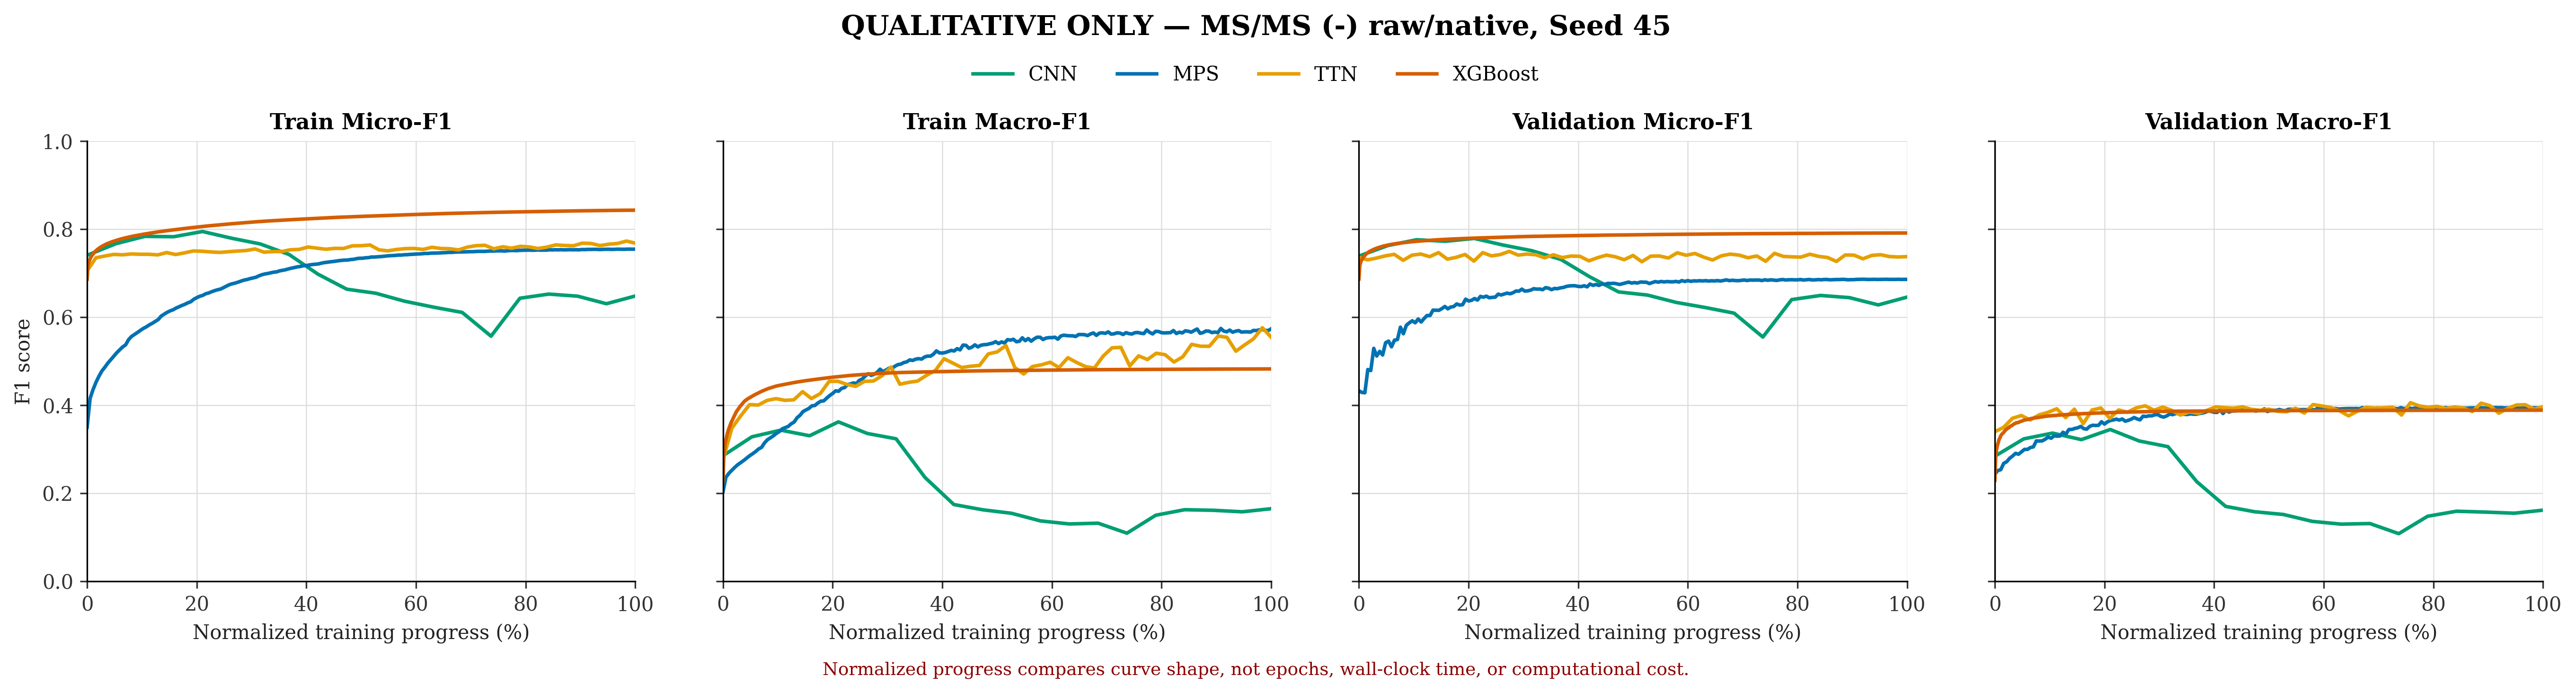 QUALITATIVE ONLY — MS/MS (-) raw/native, Seed 45
CNN MPS TTN XGBoost
Train Micro-F1
F1 score
1.0
0.8
0.6
0.4
0.2
0.0
0 20 40 60 80 100
Normalized training progress (%)
Train Macro-F1
0 20 40 60 80 100
Normalized training progress (%)
Validation Micro-F1
0 20 40 60 80 100
Normalized training progress (%)
Validation Macro-F1
0 20 40 60 80 100
Normalized training progress (%)
Normalized progress compares curve shape, not epochs, wall-clock time, or computational cost.